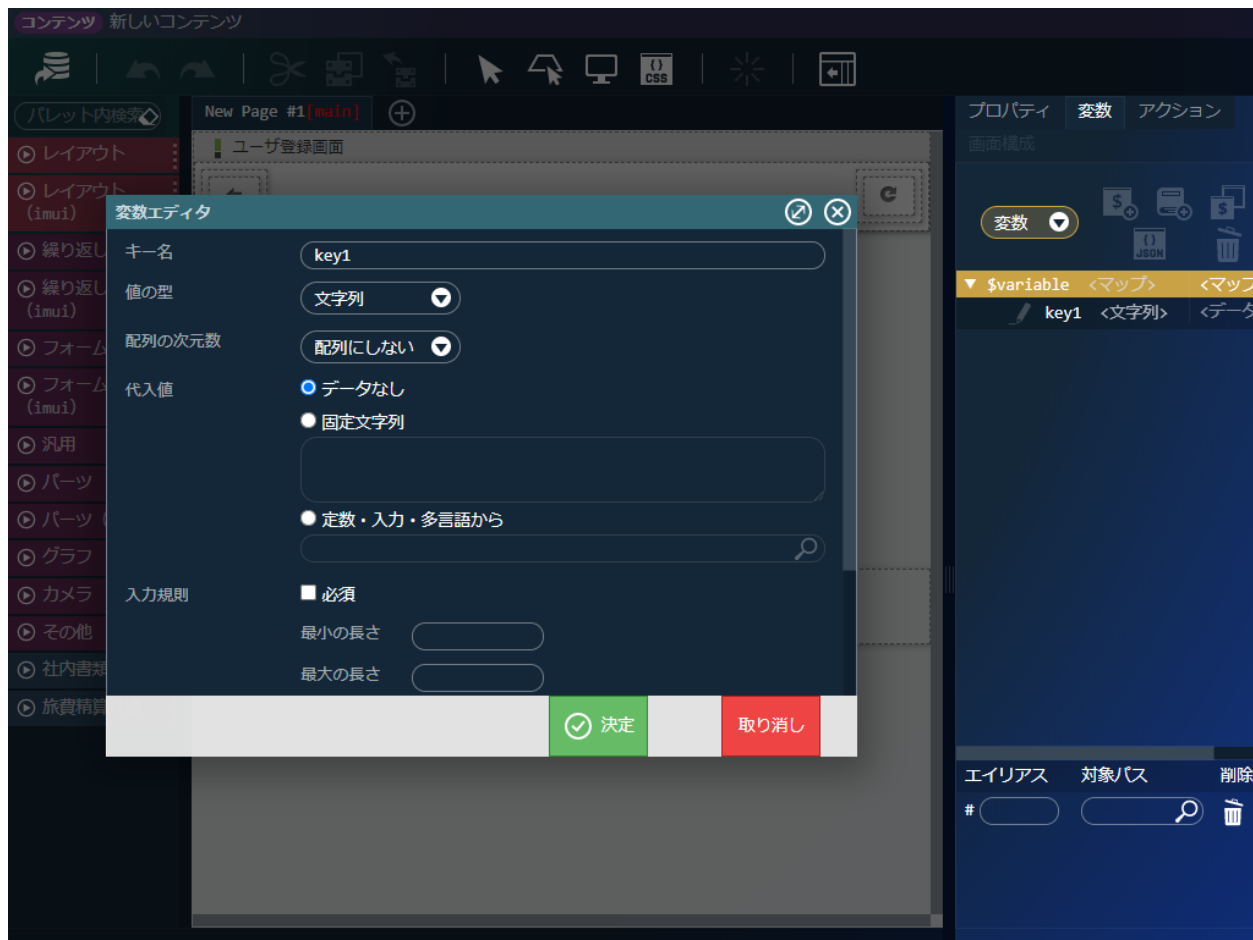 コンテンツ 新しいコンテンツ
{} CSS
パレット内検索
New Page #1[main]
プロパティ 変数 アクション
画面構成
レイアウト
ユーザ登録画面
レイアウト
(imui)
繰り返し
繰り返し
(imui)
フォーム
フォーム
(imui)
汎用
パーツ
パーツ (
グラフ
カメラ
その他
社内書類
旅費精算
変数エディタ
キー名 key1
値の型 文字列
配列の次元数 配列にしない
代入値 データなし
固定文字列
定数・入力・多言語から
入力規則 必須
最小の長さ
最大の長さ
決定 取り消し
変数
{} JSON
$variable <マップ> <マップ
key1 <文字列> <データ
エイリアス 対象パス 削除
#